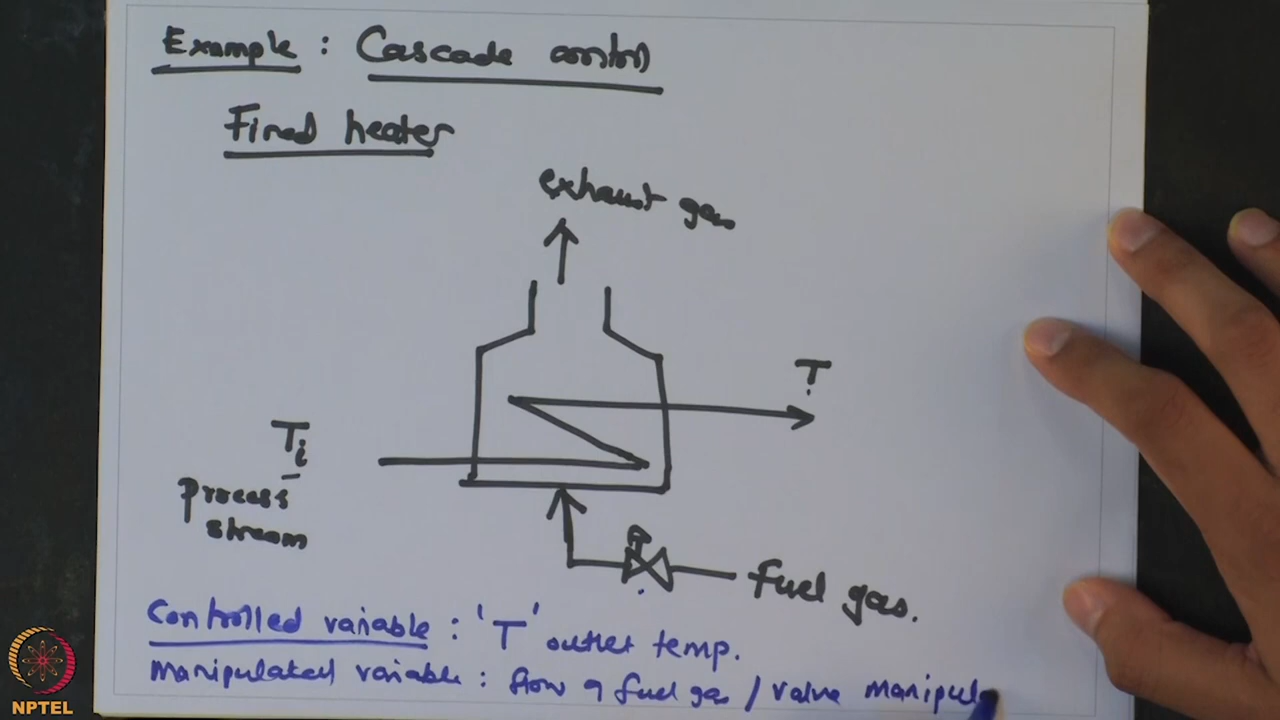 Example : Cascade control
Fired heater
exhaust gas
T
Ti
process
stream
fuel gas.
Controlled variable : 'T' outlet temp.
Manipulated variable : flow of fuel gas / valve manipul
NPTEL